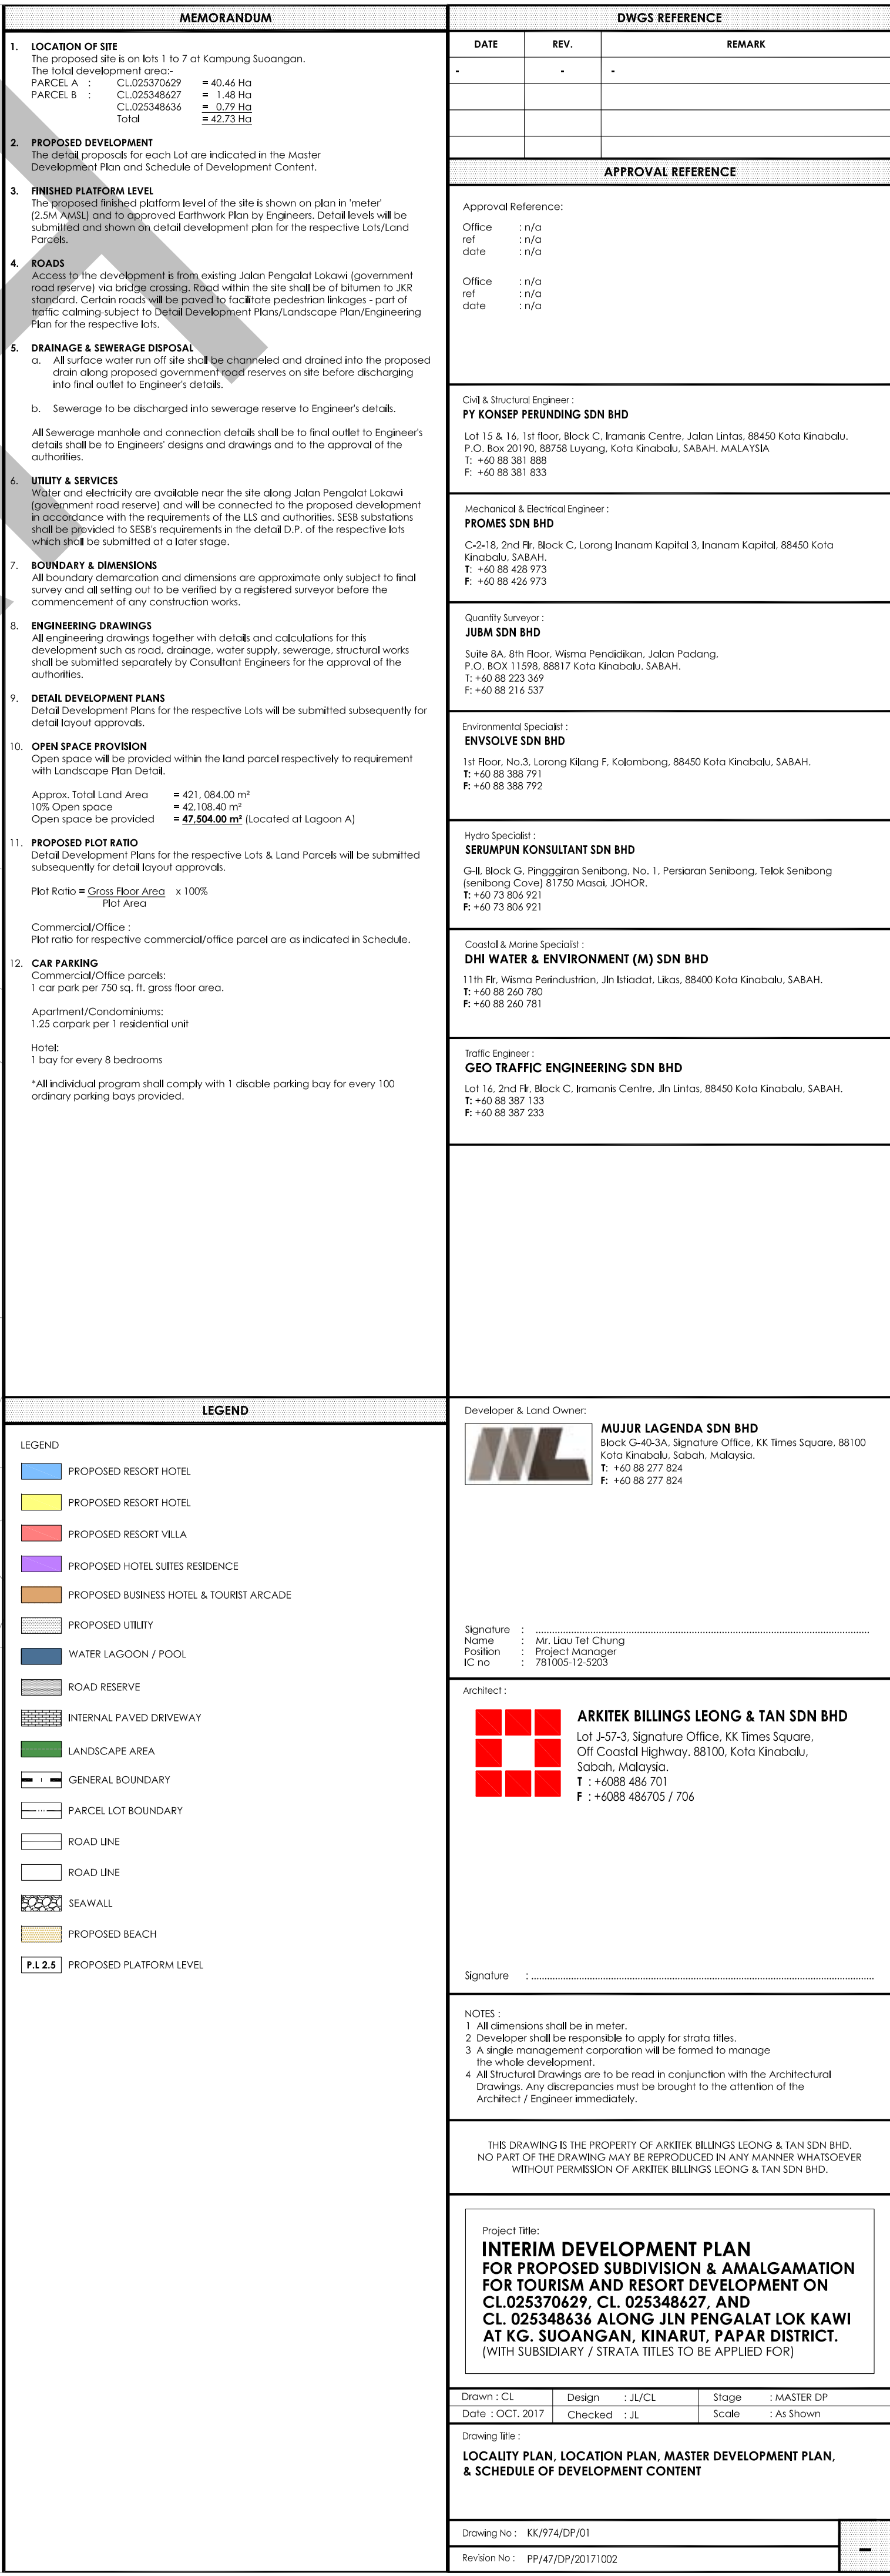 MEMORANDUM
1. LOCATION OF SITE
The proposed site is on lots 1 to 7 at Kampung Suoangan.
The total development area:-
PARCEL A : CL.025370629 = 40.46 Ha
PARCEL B : CL.025348627 = 1.48 Ha
CL.025348636 = 0.79 Ha
Total = 42.73 Ha
2. PROPOSED DEVELOPMENT
The detail proposals for each Lot are indicated in the Master
Development Plan and Schedule of Development Content.
3. FINISHED PLATFORM LEVEL
The proposed finished platform level of the site is shown on plan in 'meter'
(2.5M AMSL) and to approved Earthwork Plan by Engineers. Detail levels will be
submitted and shown on detail development plan for the respective Lots/Land
Parcels.
4. ROADS
Access to the development is from existing Jalan Pengalat Lokawi (government
road reserve) via bridge crossing. Road within the site shall be of bitumen to JKR
standard. Certain roads will be paved to facilitate pedestrian linkages - part of
traffic calming-subject to Detail Development Plans/Landscape Plan/Engineering
Plan for the respective lots.
5. DRAINAGE & SEWERAGE DISPOSAL
a. All surface water run off site shall be channeled and drained into the proposed
drain along proposed government road reserves on site before discharging
into final outlet to Engineer's details.
b. Sewerage to be discharged into sewerage reserve to Engineer's details.
All Sewerage manhole and connection details shall be to final outlet to Engineer's
details shall be to Engineers' designs and drawings and to the approval of the
authorities.
6. UTILITY & SERVICES
Water and electricity are available near the site along Jalan Pengalat Lokawi
(government road reserve) and will be connected to the proposed development
in accordance with the requirements of the LLS and authorities. SESB substations
shall be provided to SESB's requirements in the detail D.P. of the respective lots
which shall be submitted at a later stage.
7. BOUNDARY & DIMENSIONS
All boundary demarcation and dimensions are approximate only subject to final
survey and all setting out to be verified by a registered surveyor before the
commencement of any construction works.
8. ENGINEERING DRAWINGS
All engineering drawings together with details and calculations for this
development such as road, drainage, water supply, sewerage, structural works
shall be submitted separately by Consultant Engineers for the approval of the
authorities.
9. DETAIL DEVELOPMENT PLANS
Detail Development Plans for the respective Lots will be submitted subsequently for
detail layout approvals.
10. OPEN SPACE PROVISION
Open space will be provided within the land parcel respectively to requirement
with Landscape Plan Detail.
Approx. Total Land Area = 421, 084.00 m²
10% Open space = 42,108.40 m²
Open space be provided = 47,504.00 m² (Located at Lagoon A)
11. PROPOSED PLOT RATIO
Detail Development Plans for the respective Lots & Land Parcels will be submitted
subsequently for detail layout approvals.
Plot Ratio = Gross Floor Area x 100%
Plot Area
Commercial/Office :
Plot ratio for respective commercial/office parcel are as indicated in Schedule.
12. CAR PARKING
Commercial/Office parcels:
1 car park per 750 sq. ft. gross floor area.
Apartment/Condominiums:
1.25 carpark per 1 residential unit
Hotel:
1 bay for every 8 bedrooms
*All individual program shall comply with 1 disable parking bay for every 100
ordinary parking bays provided.
LEGEND
LEGEND
PROPOSED RESORT HOTEL
PROPOSED RESORT HOTEL
PROPOSED RESORT VILLA
PROPOSED HOTEL SUITES RESIDENCE
PROPOSED BUSINESS HOTEL & TOURIST ARCADE
PROPOSED UTILITY
WATER LAGOON / POOL
ROAD RESERVE
INTERNAL PAVED DRIVEWAY
LANDSCAPE AREA
GENERAL BOUNDARY
PARCEL LOT BOUNDARY
ROAD LINE
ROAD LINE
SEAWALL
PROPOSED BEACH
P.L 2.5 PROPOSED PLATFORM LEVEL
DWGS REFERENCE
DATE REV. REMARK
- - -
APPROVAL REFERENCE
Approval Reference:
Office : n/a
ref : n/a
date : n/a
Office : n/a
ref : n/a
date : n/a
Civil & Structural Engineer :
PY KONSEP PERUNDING SDN BHD
Lot 15 & 16, 1st floor, Block C, Iramanis Centre, Jalan Lintas, 88450 Kota Kinabalu.
P.O. Box 20190, 88758 Luyang, Kota Kinabalu, SABAH. MALAYSIA
T: +60 88 381 888
F: +60 88 381 833
Mechanical & Electrical Engineer :
PROMES SDN BHD
C-2-18, 2nd Flr, Block C, Lorong Inanam Kapital 3, Inanam Kapital, 88450 Kota
Kinabalu, SABAH.
T: +60 88 428 973
F: +60 88 426 973
Quantity Surveyor :
JUBM SDN BHD
Suite 8A, 8th Floor, Wisma Pendidikan, Jalan Padang,
P.O. BOX 11598, 88817 Kota Kinabalu. SABAH.
T: +60 88 223 369
F: +60 88 216 537
Environmental Specialist :
ENVSOLVE SDN BHD
1st Floor, No.3, Lorong Kilang F, Kolombong, 88450 Kota Kinabalu, SABAH.
T: +60 88 388 791
F: +60 88 388 792
Hydro Specialist :
SERUMPUN KONSULTANT SDN BHD
G-II. Block G, Pingggiran Senibong, No. 1, Persiaran Senibong, Telok Senibong
(senibong Cove) 81750 Masai, JOHOR.
T: +60 73 806 921
F: +60 73 806 921
Coastal & Marine Specialist :
DHI WATER & ENVIRONMENT (M) SDN BHD
11th Flr, Wisma Perindustrian, Jln Istiadat, Likas, 88400 Kota Kinabalu, SABAH.
T: +60 88 260 780
F: +60 88 260 781
Traffic Engineer :
GEO TRAFFIC ENGINEERING SDN BHD
Lot 16, 2nd Flr, Block C, Iramanis Centre, Jln Lintas, 88450 Kota Kinabalu, SABAH.
T: +60 88 387 133
F: +60 88 387 233
Developer & Land Owner:
ML
MUJUR LAGENDA SDN BHD
Block G-40-3A, Signature Office, KK Times Square, 88100
Kota Kinabalu, Sabah, Malaysia.
T: +60 88 277 824
F: +60 88 277 824
Signature :
Name : Mr. Liau Tet Chung
Position : Project Manager
IC no : 781005-12-5203
Architect :
ARKITEK BILLINGS LEONG & TAN SDN BHD
Lot J-57-3, Signature Office, KK Times Square,
Off Coastal Highway. 88100, Kota Kinabalu,
Sabah, Malaysia.
T : +6088 486 701
F : +6088 486705 / 706
Signature :
NOTES :
1 All dimensions shall be in meter.
2 Developer shall be responsible to apply for strata titles.
3 A single management corporation will be formed to manage
the whole development.
4 All Structural Drawings are to be read in conjunction with the Architectural
Drawings. Any discrepancies must be brought to the attention of the
Architect / Engineer immediately.
THIS DRAWING IS THE PROPERTY OF ARKITEK BILLINGS LEONG & TAN SDN BHD.
NO PART OF THE DRAWING MAY BE REPRODUCED IN ANY MANNER WHATSOEVER
WITHOUT PERMISSION OF ARKITEK BILLINGS LEONG & TAN SDN BHD.
Project Title:
INTERIM DEVELOPMENT PLAN
FOR PROPOSED SUBDIVISION & AMALGAMATION
FOR TOURISM AND RESORT DEVELOPMENT ON
CL.025370629, CL. 025348627, AND
CL. 025348636 ALONG JLN PENGALAT LOK KAWI
AT KG. SUOANGAN, KINARUT, PAPAR DISTRICT.
(WITH SUBSIDIARY / STRATA TITLES TO BE APPLIED FOR)
Drawn : CL Design : JL/CL Stage : MASTER DP
Date : OCT. 2017 Checked : JL Scale : As Shown
Drawing Title :
LOCALITY PLAN, LOCATION PLAN, MASTER DEVELOPMENT PLAN,
& SCHEDULE OF DEVELOPMENT CONTENT
Drawing No : KK/974/DP/01
Revision No : PP/47/DP/20171002
-